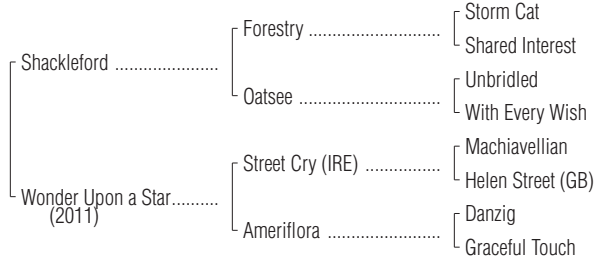 Storm Cat
Forestry ..........................
Shared Interest
Shackleford .....................
Unbridled
Oatsee ............................
With Every Wish
Machiavellian
Street Cry (IRE) ...............
Helen Street (GB)
Wonder Upon a Star.........
(2011)
Danzig
Ameriflora .......................
Graceful Touch